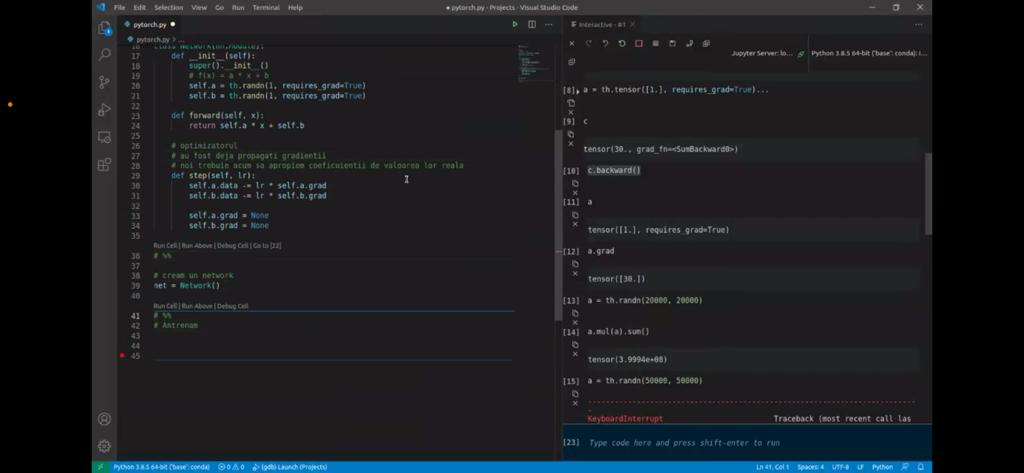 File Edit Selection View Go Run Terminal Help
● pytorch.py - Projects - Visual Studio Code
pytorch.py
pytorch.py > ...
16 class Network(nn.Module):
17 def __init__(self):
18 super().__init__()
19 # f(x) = a * x + b
20 self.a = th.randn(1, requires_grad=True)
21 self.b = th.randn(1, requires_grad=True)
22
23 def forward(self, x):
24 return self.a * x + self.b
25
26 # optimizatorul
27 # au fost deja propagati gradientii
28 # noi trebuie acum sa apropiem coeficuientii de valoarea lor reala
29 def step(self, lr):
30 self.a.data -= lr * self.a.grad
31 self.b.data -= lr * self.b.grad
32
33 self.a.grad = None
34 self.b.grad = None
35
Run Cell | Run Above | Debug Cell | Go to [22]
36 # %%
37
38 # cream un network
39 net = Network()
40
Run Cell | Run Above | Debug Cell
41 # %%
42 # Antrenam
43
44
45
Interactive - #1
Jupyter Server: lo...
Python 3.8.5 64-bit ('base': conda): I...
[8] a = th.tensor([1.], requires_grad=True)...
[9] c
tensor(30., grad_fn=<SumBackward0>)
[10] c.backward()
[11] a
tensor([1.], requires_grad=True)
[12] a.grad
tensor([30.])
[13] a = th.randn(20000, 20000)
[14] a.mul(a).sum()
tensor(3.9994e+08)
[15] a = th.randn(50000, 50000)
KeyboardInterrupt Traceback (most recent call las
[23] Type code here and press shift-enter to run
Python 3.8.5 64-bit ('base': conda) 0 0 (gdb) Launch (Projects)
Ln 41, Col 1 Spaces: 4 UTF-8 LF Python